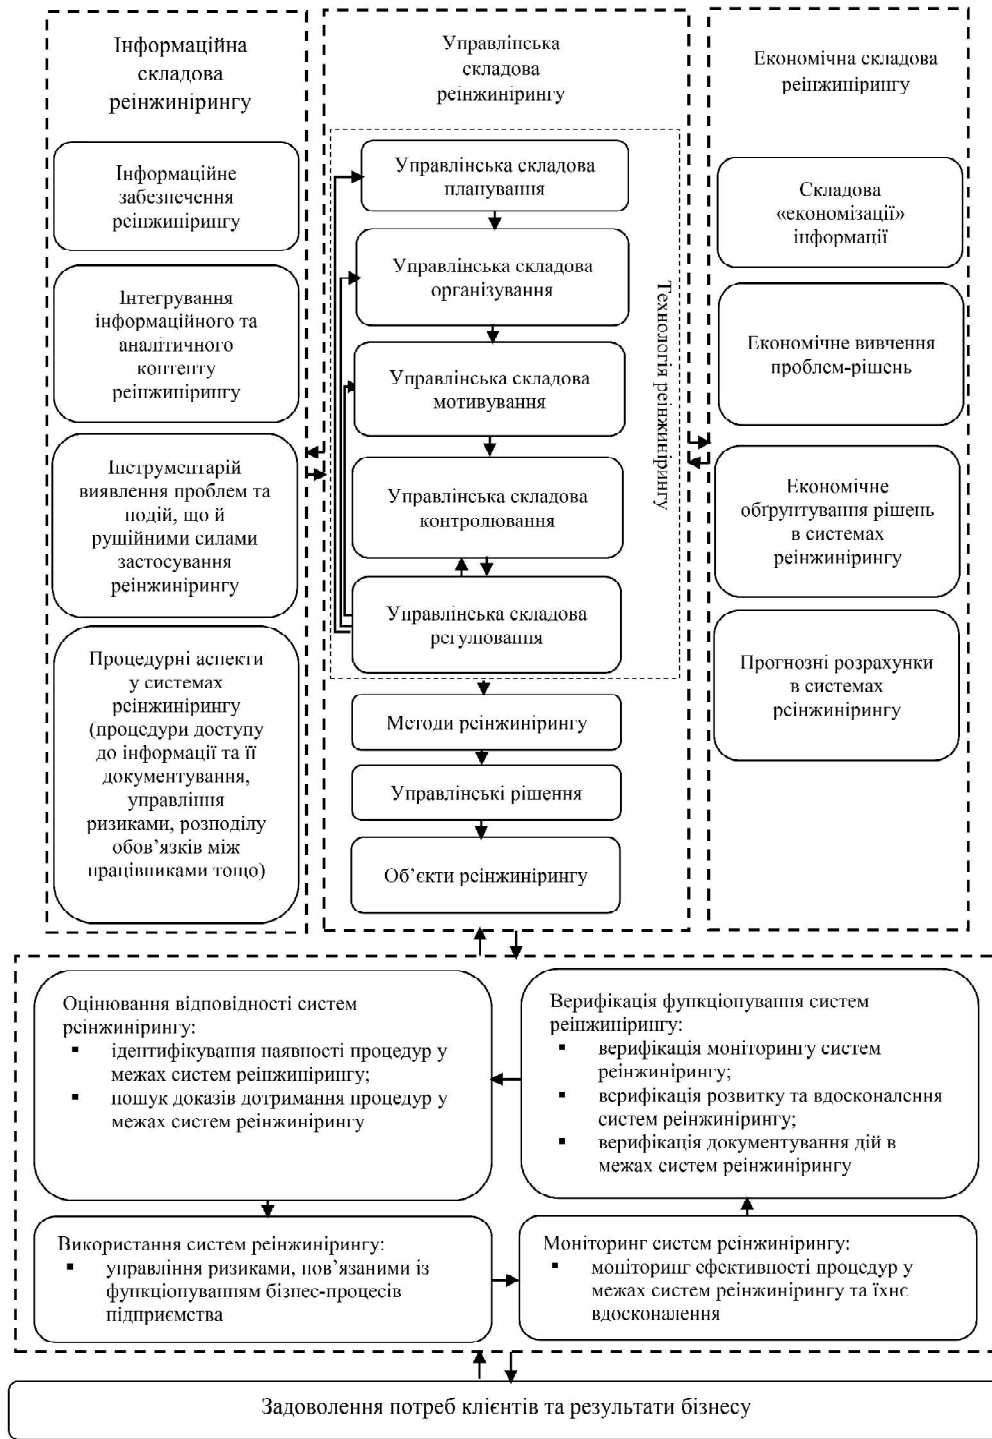 Інформаційна
складова
реінжинірингу
Інформаційне
забезпечення
реінжинірингу
Інтегрування
інформаційного та
аналітичного
контенту
реінжинірингу
Інструментарій
виявлення проблем та
подій, що й
рушійними силами
застосування
реінжинірингу
Процедурні аспекти
у системах
реінжинірингу
(процедури доступу
до інформації та її
документування,
управління
ризиками, розподілу
обов’язків між
працівниками тощо)
Управлінська
складова
реінжинірингу
Управлінська складова
планування
Управлінська складова
організування
Управлінська складова
мотивування
Управлінська складова
контролювання
Управлінська складова
регулювання
Технологія реінжинірингу
Методи реінжинірингу
Управлінські рішення
Об’єкти реінжинірингу
Економічна складова
реінжинірингу
Складова
«економізації»
інформації
Економічне вивчення
проблем-рішень
Економічне
обґрунтування рішень
в системах
реінжинірингу
Прогнозні розрахунки
в системах
реінжинірингу
Оцінювання відповідності систем
реінжинірингу:
▪ ідентифікування наявності процедур у
межах систем реінжинірингу;
▪ пошук доказів дотримання процедур у
межах систем реінжинірингу
Верифікація функціонування систем
реінжинірингу:
▪ верифікація моніторингу систем
реінжинірингу;
▪ верифікація розвитку та вдосконалення
систем реінжинірингу;
▪ верифікація документування дій в
межах систем реінжинірингу
Використання систем реінжинірингу:
▪ управління ризиками, пов’язаними із
функціонуванням бізнес-процесів
підприємства
Моніторинг систем реінжинірингу:
▪ моніторинг ефективності процедур у
межах систем реінжинірингу та їхнє
вдосконалення
Задоволення потреб клієнтів та результати бізнесу